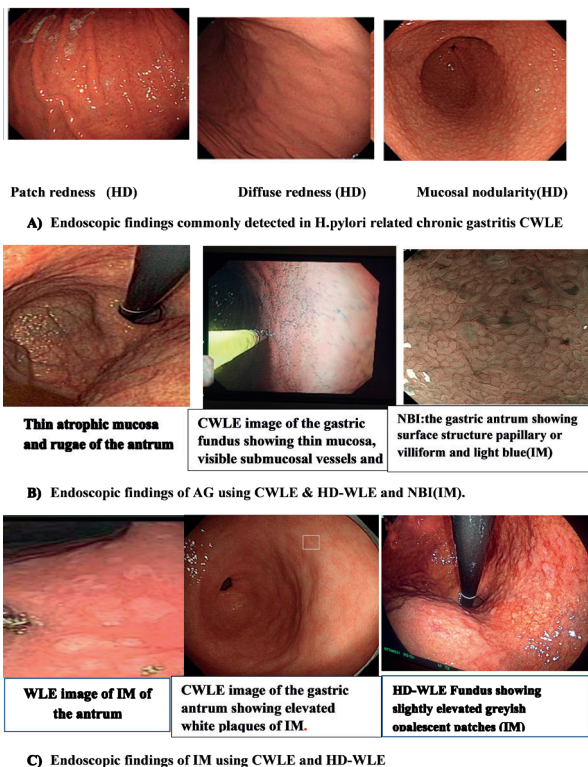 Patch redness (HD)
Diffuse redness (HD)
Mucosal nodularity(HD)
A) Endoscopic findings commonly detected in H.pylori related chronic gastritis CWLE
Thin atrophic mucosa
and rugae of the antrum
CWLE image of the gastric
fundus showing thin mucosa,
visible submucosal vessels and
NBI:the gastric antrum showing
surface structure papillary or
villiform and light blue(IM)
B) Endoscopic findings of AG using CWLE & HD-WLE and NBI(IM).
WLE image of IM of
the antrum
CWLE image of the gastric
antrum showing elevated
white plaques of IM.
HD-WLE Fundus showing
slightly elevated greyish
opalescent patches (IM)
C) Endoscopic findings of IM using CWLE and HD-WLE